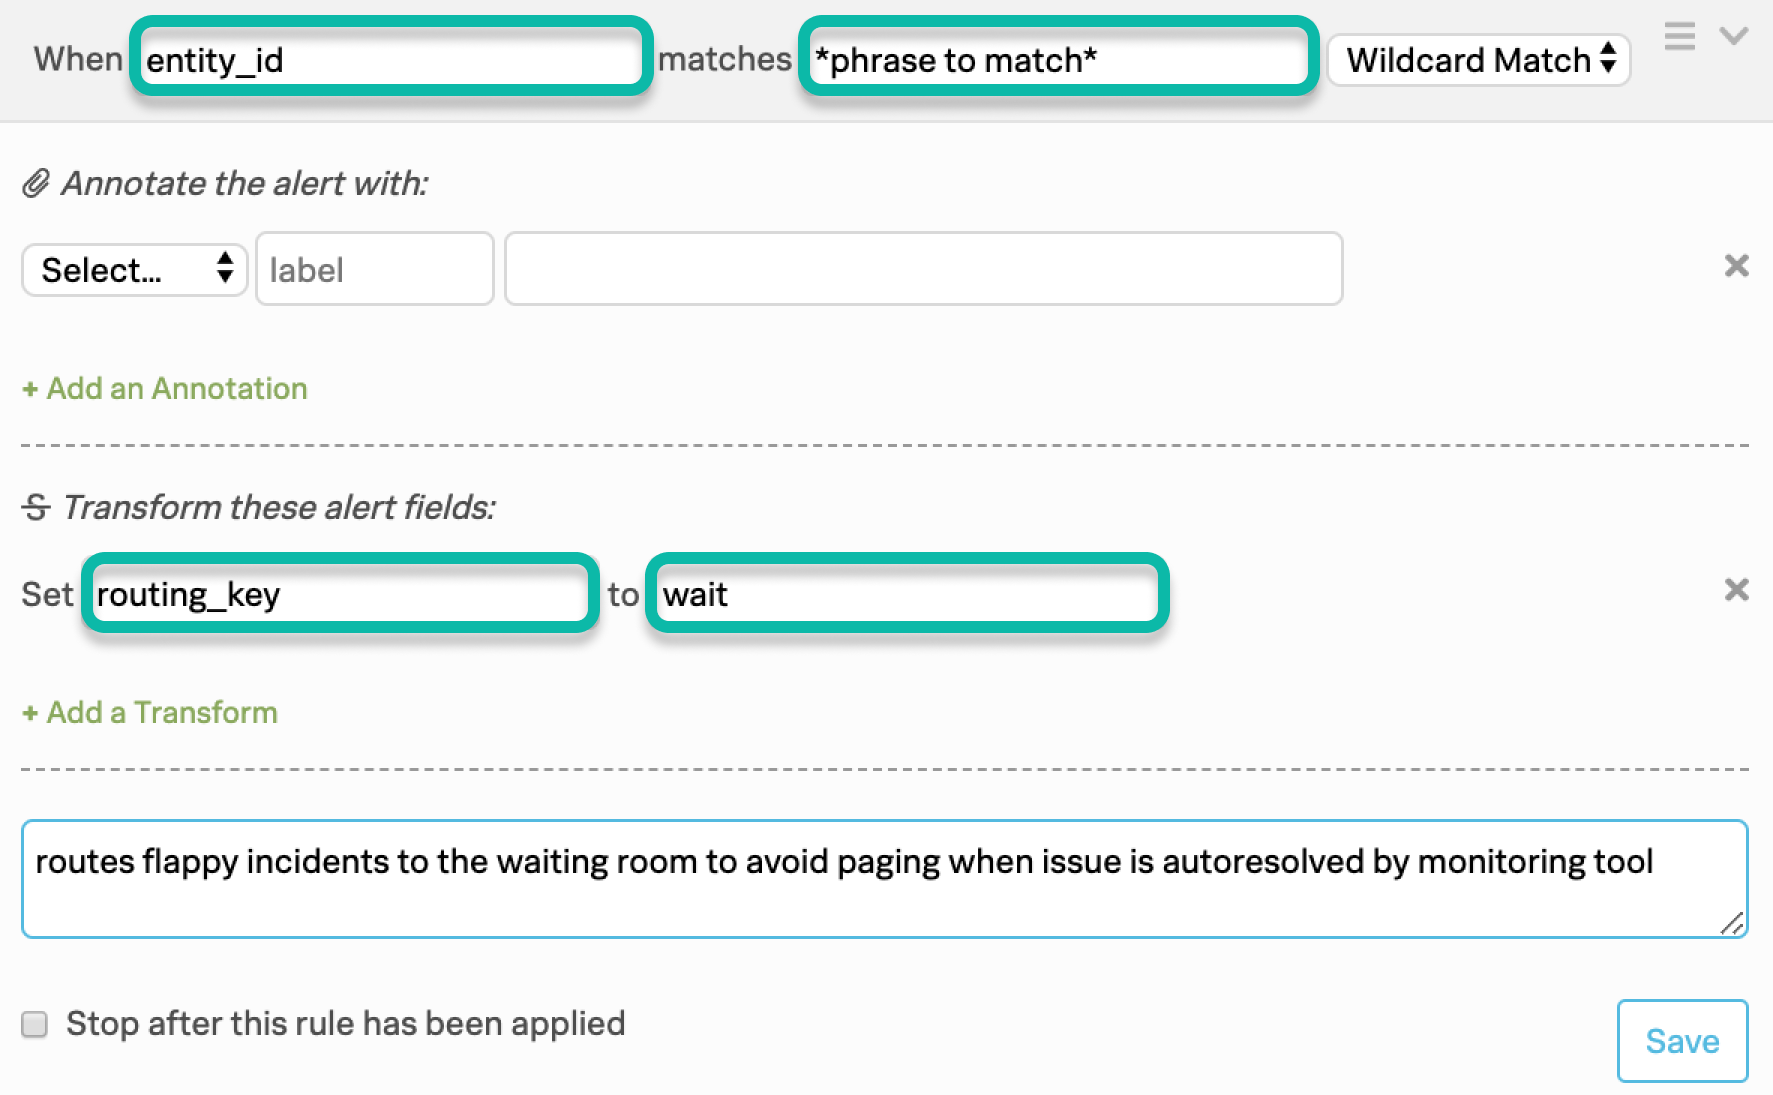 When entity_id matches *phrase to match* Wildcard Match
Annotate the alert with:
Select... label
+ Add an Annotation
Transform these alert fields:
Set routing_key to wait
+ Add a Transform
routes flappy incidents to the waiting room to avoid paging when issue is autoresolved by monitoring tool
Stop after this rule has been applied
Save